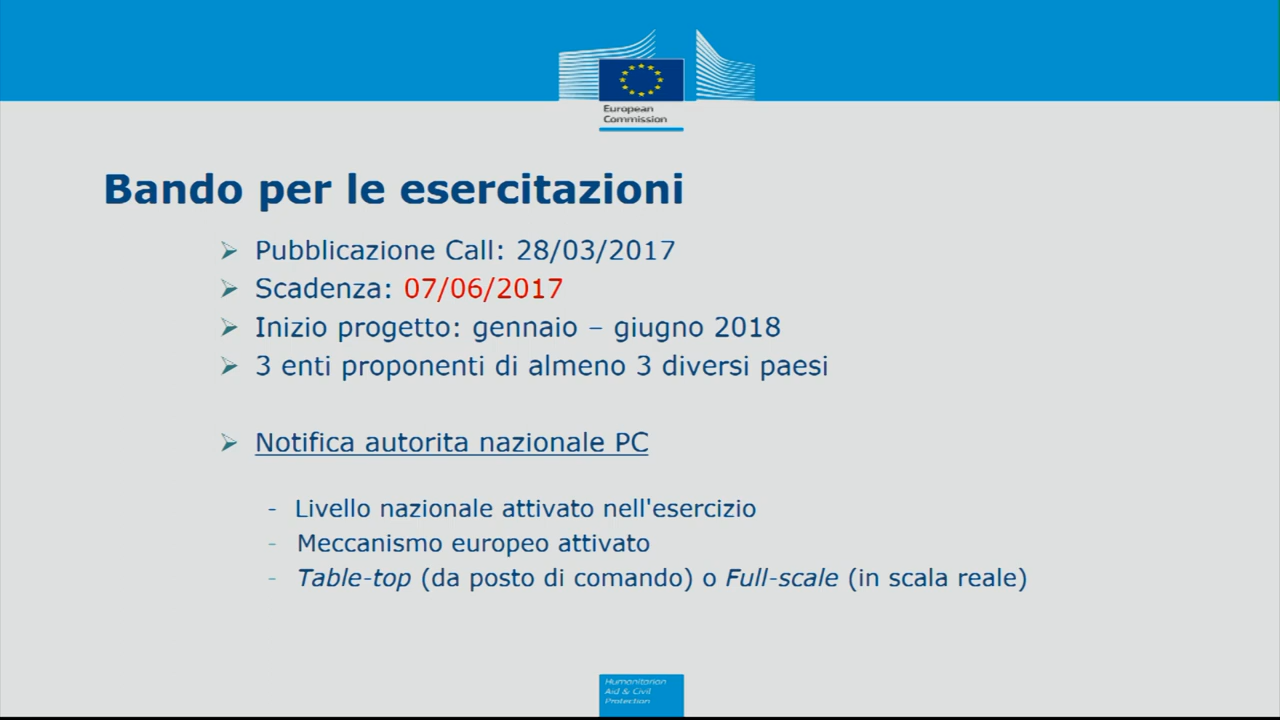 European
Commission
Bando per le esercitazioni
Pubblicazione Call: 28/03/2017
Scadenza: 07/06/2017
Inizio progetto: gennaio – giugno 2018
3 enti proponenti di almeno 3 diversi paesi
Notifica autorita nazionale PC
- Livello nazionale attivato nell'esercizio
- Meccanismo europeo attivato
- Table-top (da posto di comando) o Full-scale (in scala reale)
Humanitarian
Aid & Civil
Protection